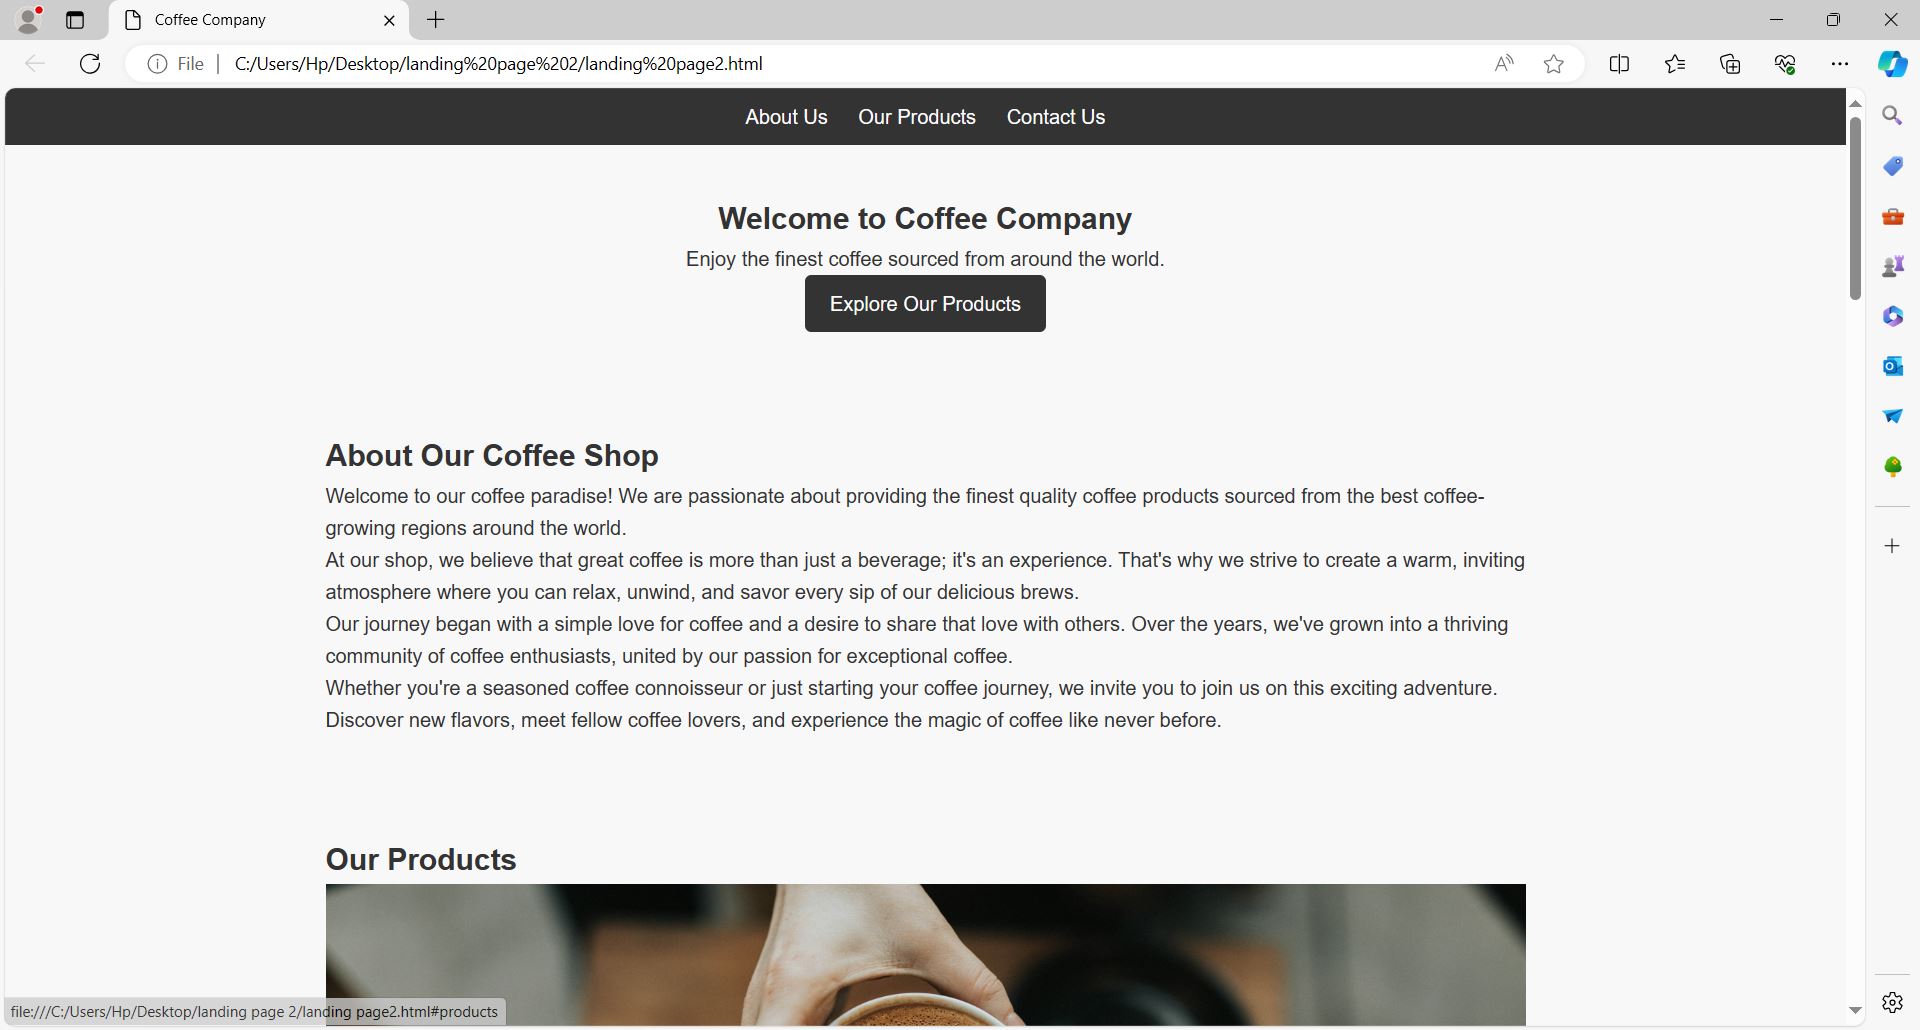 Coffee Company
File
C:/Users/Hp/Desktop/landing%20page%202/landing%20page2.html
About Us Our Products Contact Us
Welcome to Coffee Company
Enjoy the finest coffee sourced from around the world.
Explore Our Products
About Our Coffee Shop
Welcome to our coffee paradise! We are passionate about providing the finest quality coffee products sourced from the best coffee-
growing regions around the world.
At our shop, we believe that great coffee is more than just a beverage; it's an experience. That's why we strive to create a warm, inviting
atmosphere where you can relax, unwind, and savor every sip of our delicious brews.
Our journey began with a simple love for coffee and a desire to share that love with others. Over the years, we've grown into a thriving
community of coffee enthusiasts, united by our passion for exceptional coffee.
Whether you're a seasoned coffee connoisseur or just starting your coffee journey, we invite you to join us on this exciting adventure.
Discover new flavors, meet fellow coffee lovers, and experience the magic of coffee like never before.
Our Products
file:///C:/Users/Hp/Desktop/landing page 2/landing page2.html#products